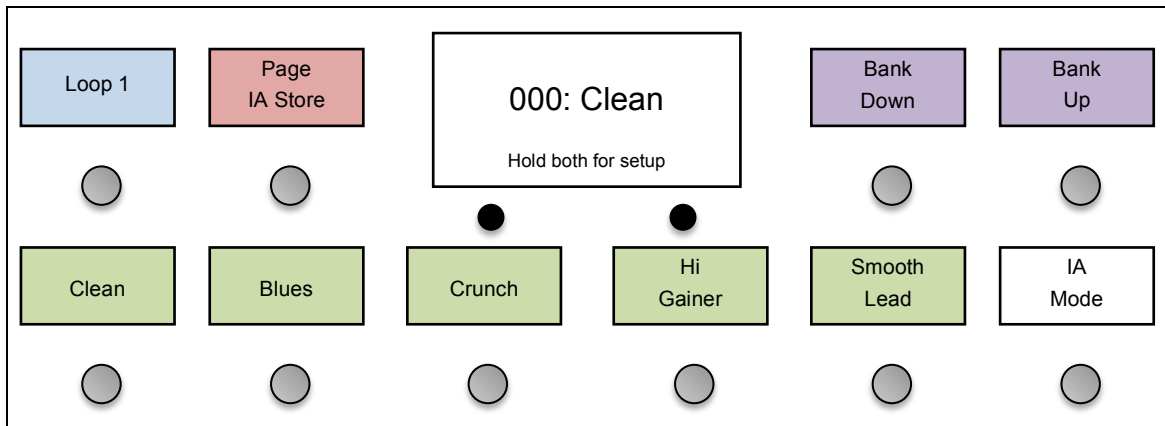 Loop 1
Page
IA Store
000: Clean
Hold both for setup
Bank
Down
Bank
Up
Clean
Blues
Crunch
Hi
Gainer
Smooth
Lead
IA
Mode